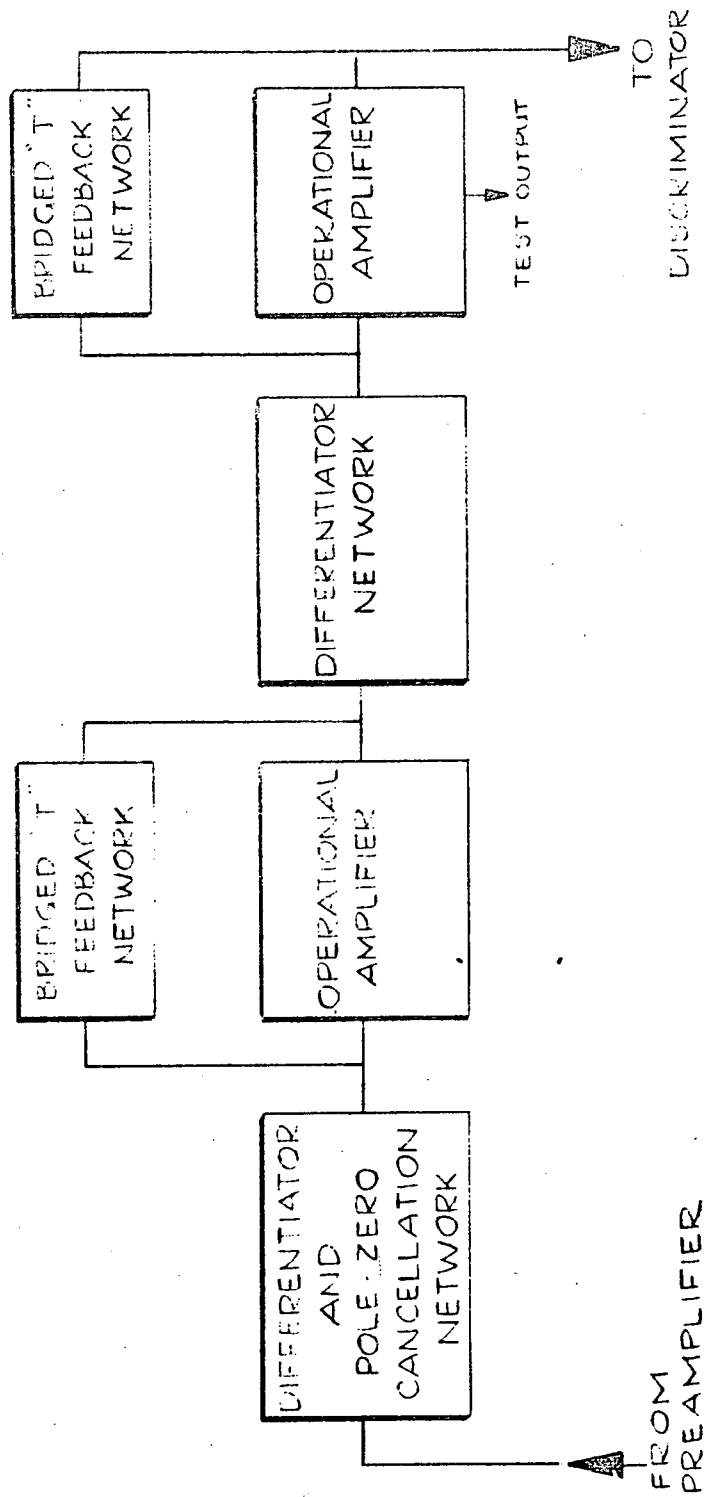 FROM
PREAMPLIFIER
DIFFERENTIATOR
AND
POLE-ZERO
CANCELLATION
NETWORK
BRIDGED "T"
FEEDBACK
NETWORK
OPERATIONAL
AMPLIFIER
DIFFERENTIATOR
NETWORK
BRIDGED "T"
FEEDBACK
NETWORK
OPERATIONAL
AMPLIFIER
TEST OUTPUT
TO
DISCRIMINATOR